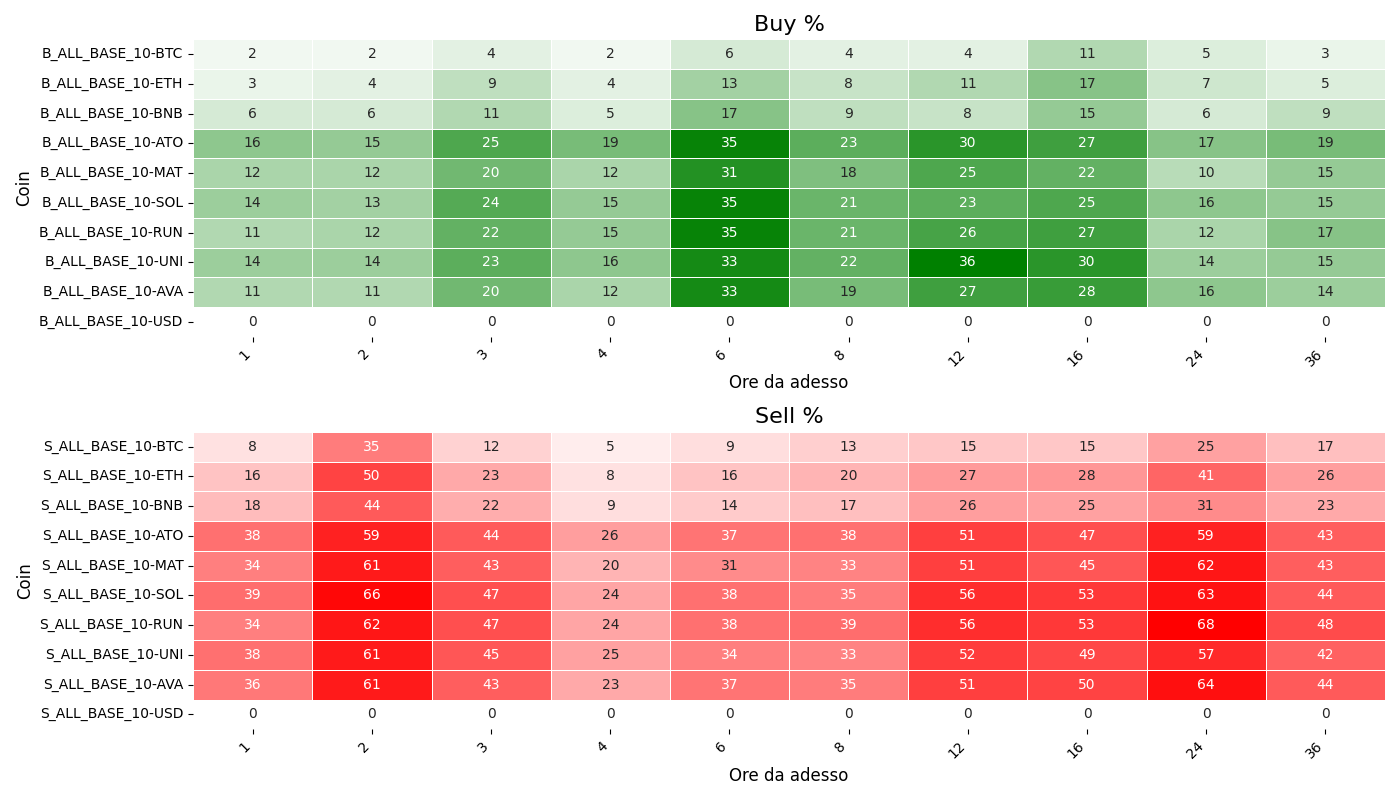 Buy %
Coin
B_ALL_BASE_10-BTC 2 2 4 2 6 4 4 11 5 3
B_ALL_BASE_10-ETH 3 4 9 4 13 8 11 17 7 5
B_ALL_BASE_10-BNB 6 6 11 5 17 9 8 15 6 9
B_ALL_BASE_10-ATO 16 15 25 19 35 23 30 27 17 19
B_ALL_BASE_10-MAT 12 12 20 12 31 18 25 22 10 15
B_ALL_BASE_10-SOL 14 13 24 15 35 21 23 25 16 15
B_ALL_BASE_10-RUN 11 12 22 15 35 21 26 27 12 17
B_ALL_BASE_10-UNI 14 14 23 16 33 22 36 30 14 15
B_ALL_BASE_10-AVA 11 11 20 12 33 19 27 28 16 14
B_ALL_BASE_10-USD 0 0 0 0 0 0 0 0 0 0
1 2 3 4 6 8 12 16 24 36
Ore da adesso
Sell %
Coin
S_ALL_BASE_10-BTC 8 35 12 5 9 13 15 15 25 17
S_ALL_BASE_10-ETH 16 50 23 8 16 20 27 28 41 26
S_ALL_BASE_10-BNB 18 44 22 9 14 17 26 25 31 23
S_ALL_BASE_10-ATO 38 59 44 26 37 38 51 47 59 43
S_ALL_BASE_10-MAT 34 61 43 20 31 33 51 45 62 43
S_ALL_BASE_10-SOL 39 66 47 24 38 35 56 53 63 44
S_ALL_BASE_10-RUN 34 62 47 24 38 39 56 53 68 48
S_ALL_BASE_10-UNI 38 61 45 25 34 33 52 49 57 42
S_ALL_BASE_10-AVA 36 61 43 23 37 35 51 50 64 44
S_ALL_BASE_10-USD 0 0 0 0 0 0 0 0 0 0
1 2 3 4 6 8 12 16 24 36
Ore da adesso